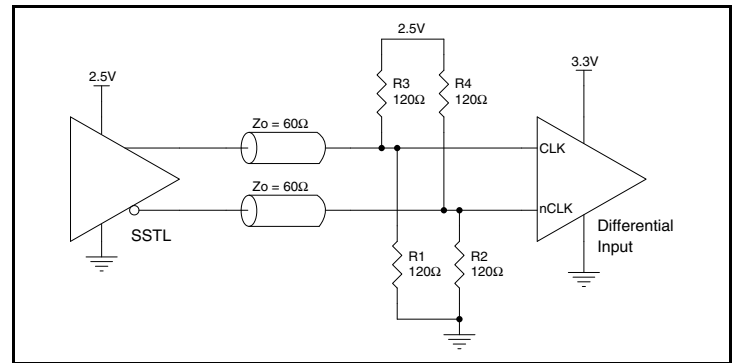 2.5V
2.5V
3.3V
R3
120Ω
R4
120Ω
Zo = 60Ω
CLK
Zo = 60Ω
nCLK
SSTL
Differential
Input
R1
120Ω
R2
120Ω